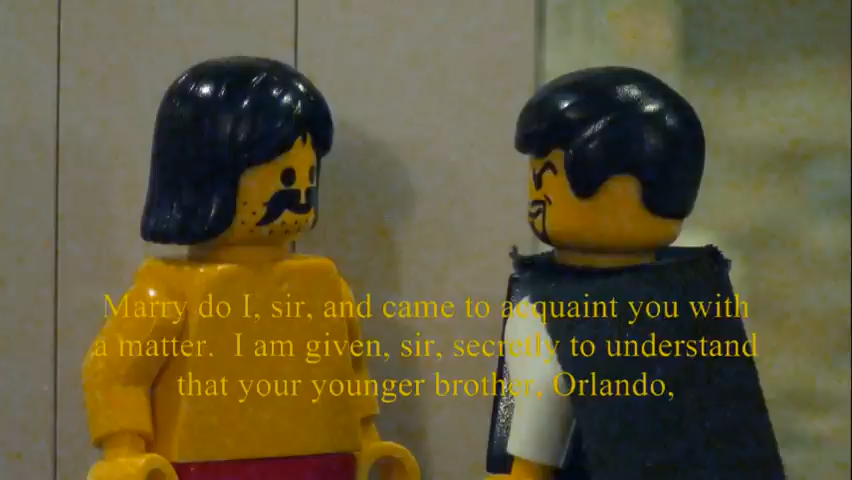 Marry do I, sir, and came to acquaint you with
a matter.  I am given, sir, secretly to understand
that your younger brother, Orlando,